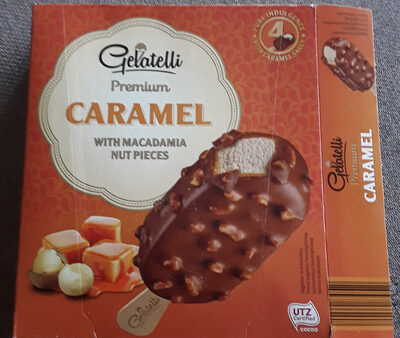 Gelatelli
Premium
CARAMEL
WITH MACADAMIA
NUT PIECES
4
Gelatelli
UTZ
Certified
cocoa
Gelatelli
Premium
CARAMEL